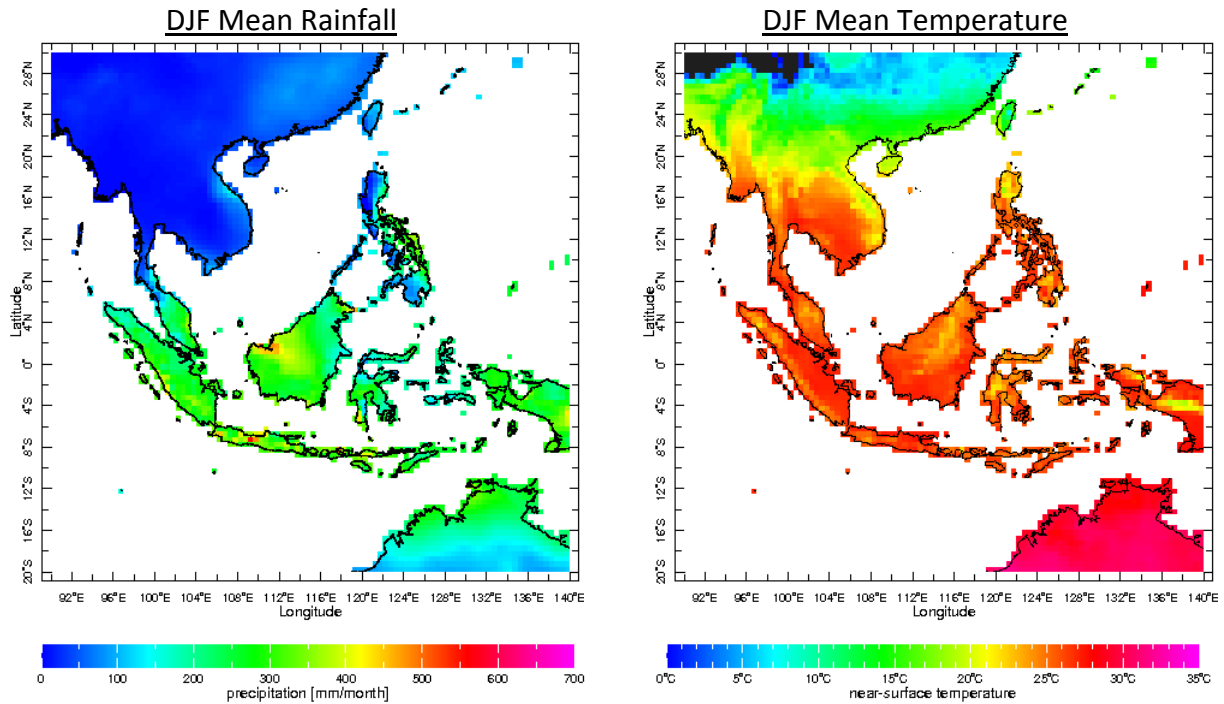 DJF Mean Rainfall
28°N
24°N
20°N
16°N
12°N
8°N
4°N
0°
4°S
8°S
12°S
16°S
20°S
Latitude
92°E 96°E 100°E 104°E 108°E 112°E 116°E 120°E 124°E 128°E 132°E 136°E 140°E
Longitude
0 100 200 300 400 500 600 700
precipitation [mm/month]
DJF Mean Temperature
28°N
24°N
20°N
16°N
12°N
8°N
4°N
0°
4°S
8°S
12°S
16°S
20°S
Latitude
92°E 96°E 100°E 104°E 108°E 112°E 116°E 120°E 124°E 128°E 132°E 136°E 140°E
Longitude
0°C 5°C 10°C 15°C 20°C 25°C 30°C 35°C
near-surface temperature